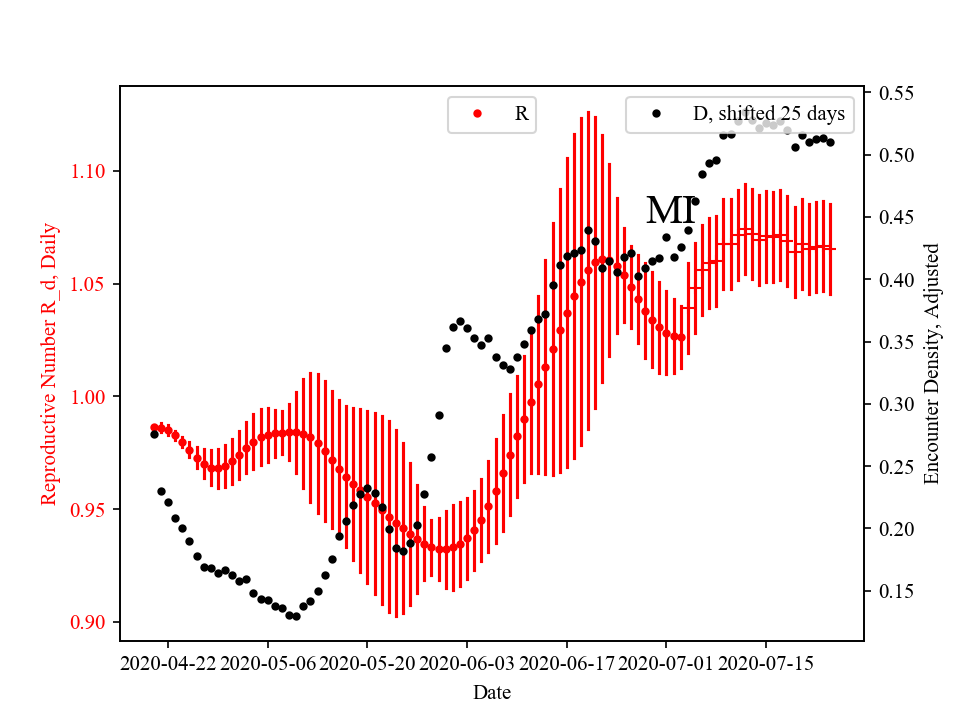 R
D, shifted 25 days
MI
Reproductive Number R_d, Daily
1.10
1.05
1.00
0.95
0.90
0.55
0.50
0.45
0.40
0.35
0.30
0.25
0.20
0.15
Encounter Density, Adjusted
2020-04-22 2020-05-06 2020-05-20 2020-06-03 2020-06-17 2020-07-01 2020-07-15
Date